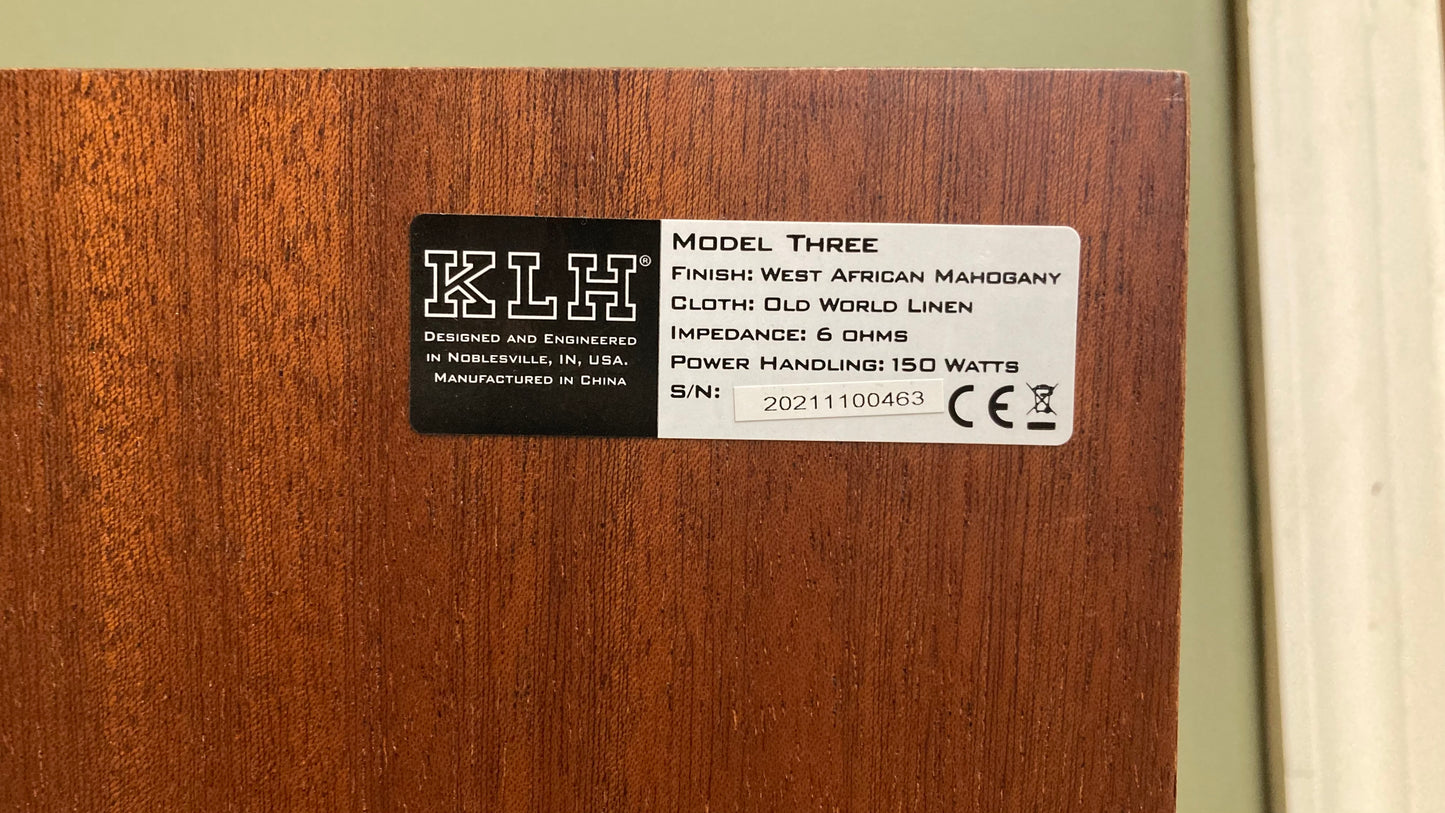 KLH®
Designed and Engineered
in Noblesville, IN, USA.
Manufactured in China
Model Three
Finish: West African Mahogany
Cloth: Old World Linen
Impedance: 6 ohms
Power Handling: 150 Watts
S/N: 20211100463 CE